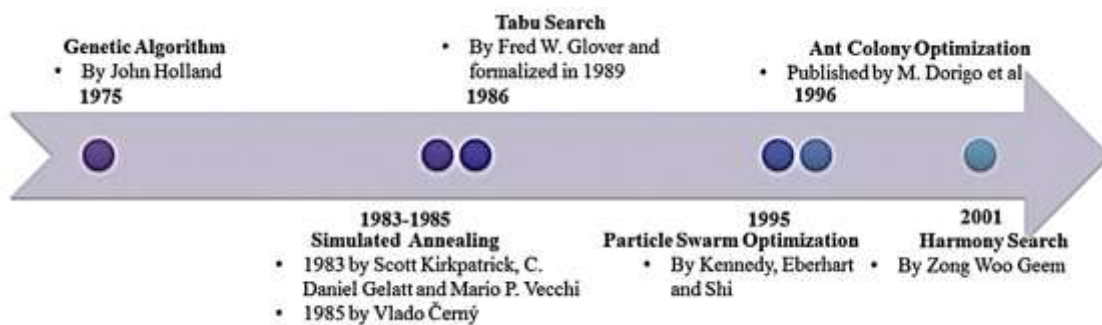 Genetic Algorithm
• By John Holland
1975
Tabu Search
• By Fred W. Glover and
formalized in 1989
1986
Ant Colony Optimization
• Published by M. Dorigo et al
1996
1983-1985
Simulated Annealing
• 1983 by Scott Kirkpatrick, C.
Daniel Gelatt and Mario P. Vecchi
• 1985 by Vlado Černý
1995
Particle Swarm Optimization
• By Kennedy, Eberhart
and Shi
2001
Harmony Search
• By Zong Woo Geem